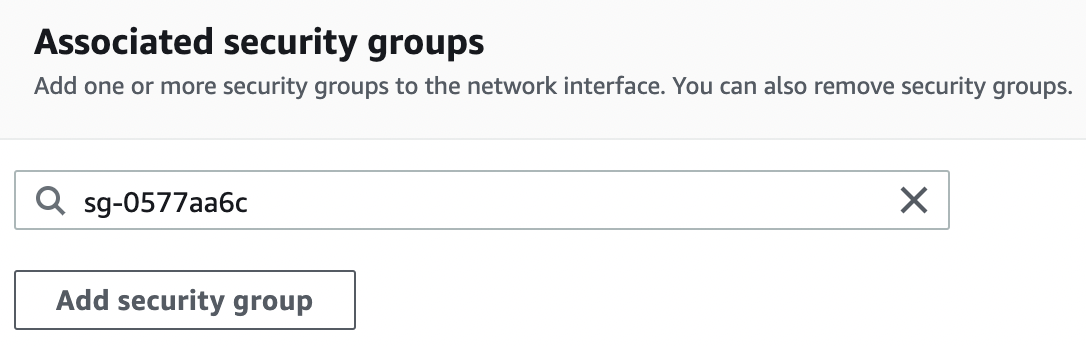 Associated security groups
Add one or more security groups to the network interface. You can also remove security groups.
sg-0577aa6c
Add security group